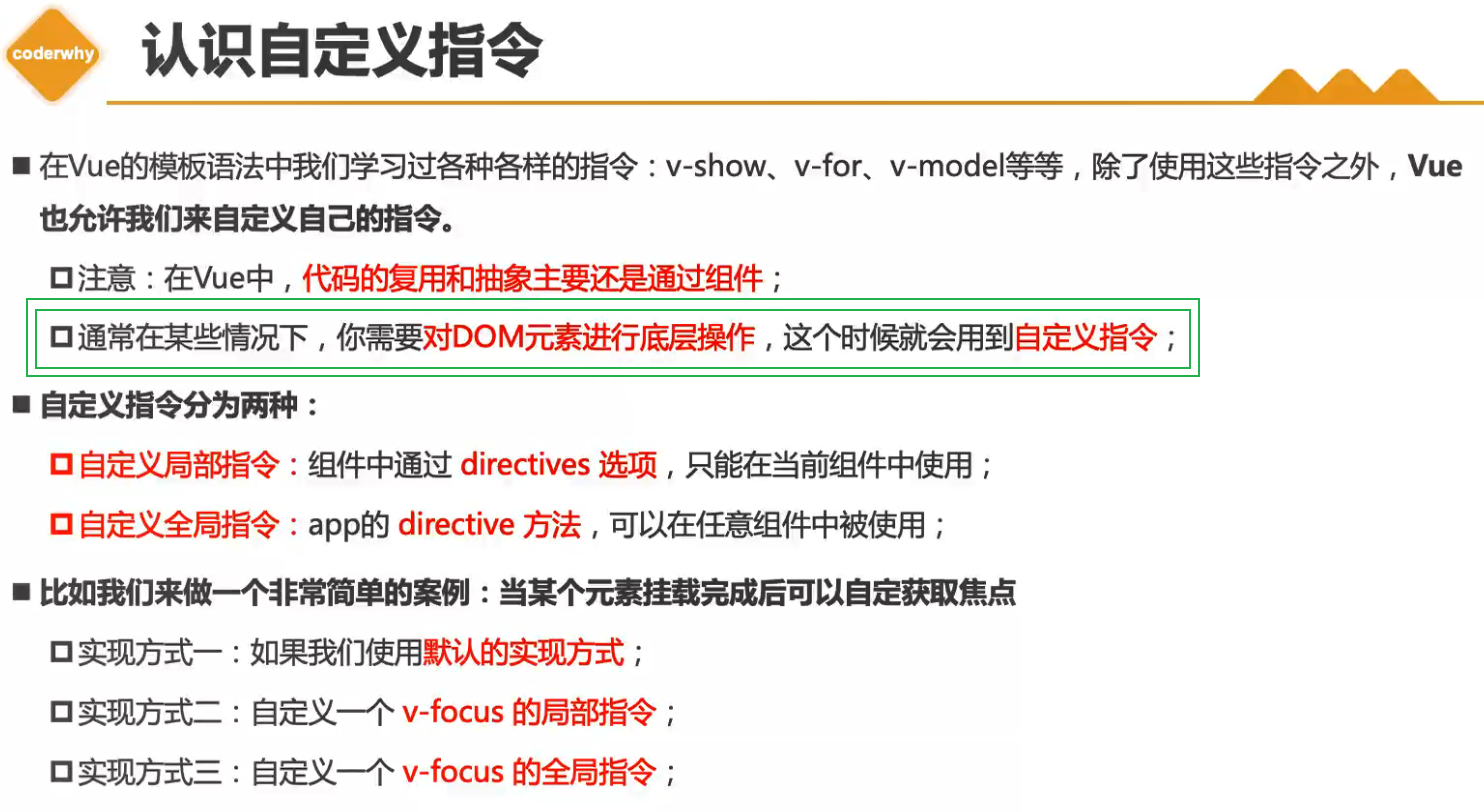 coderwhy
认识自定义指令
在Vue的模板语法中我们学习过各种各样的指令：v-show、v-for、v-model等等，除了使用这些指令之外，Vue
也允许我们来自定义自己的指令。
注意：在Vue中，代码的复用和抽象主要还是通过组件；
通常在某些情况下，你需要对DOM元素进行底层操作，这个时候就会用到自定义指令；
自定义指令分为两种：
自定义局部指令：组件中通过 directives 选项，只能在当前组件中使用；
自定义全局指令：app的 directive 方法，可以在任意组件中被使用；
比如我们来做一个非常简单的案例：当某个元素挂载完成后可以自定获取焦点
实现方式一：如果我们使用默认的实现方式；
实现方式二：自定义一个 v-focus 的局部指令；
实现方式三：自定义一个 v-focus 的全局指令；